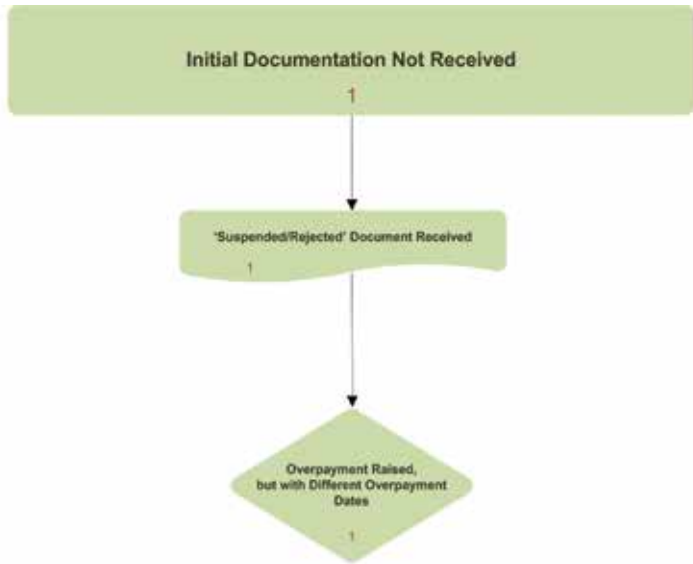 Initial Documentation Not Received
1
'Suspended/Rejected' Document Received
1
Overpayment Raised,
but with Different Overpayment
Dates
1